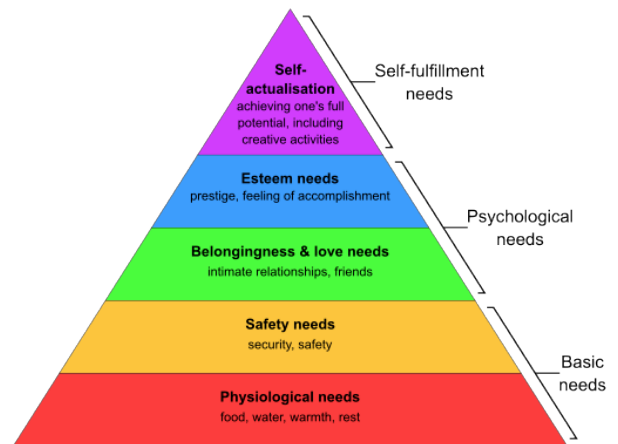 Self-
actualisation
achieving one's full
potential, including
creative activities
Self-fulfillment
needs
Esteem needs
prestige, feeling of accomplishment
Psychological
needs
Belongingness & love needs
intimate relationships, friends
Safety needs
security, safety
Basic
needs
Physiological needs
food, water, warmth, rest